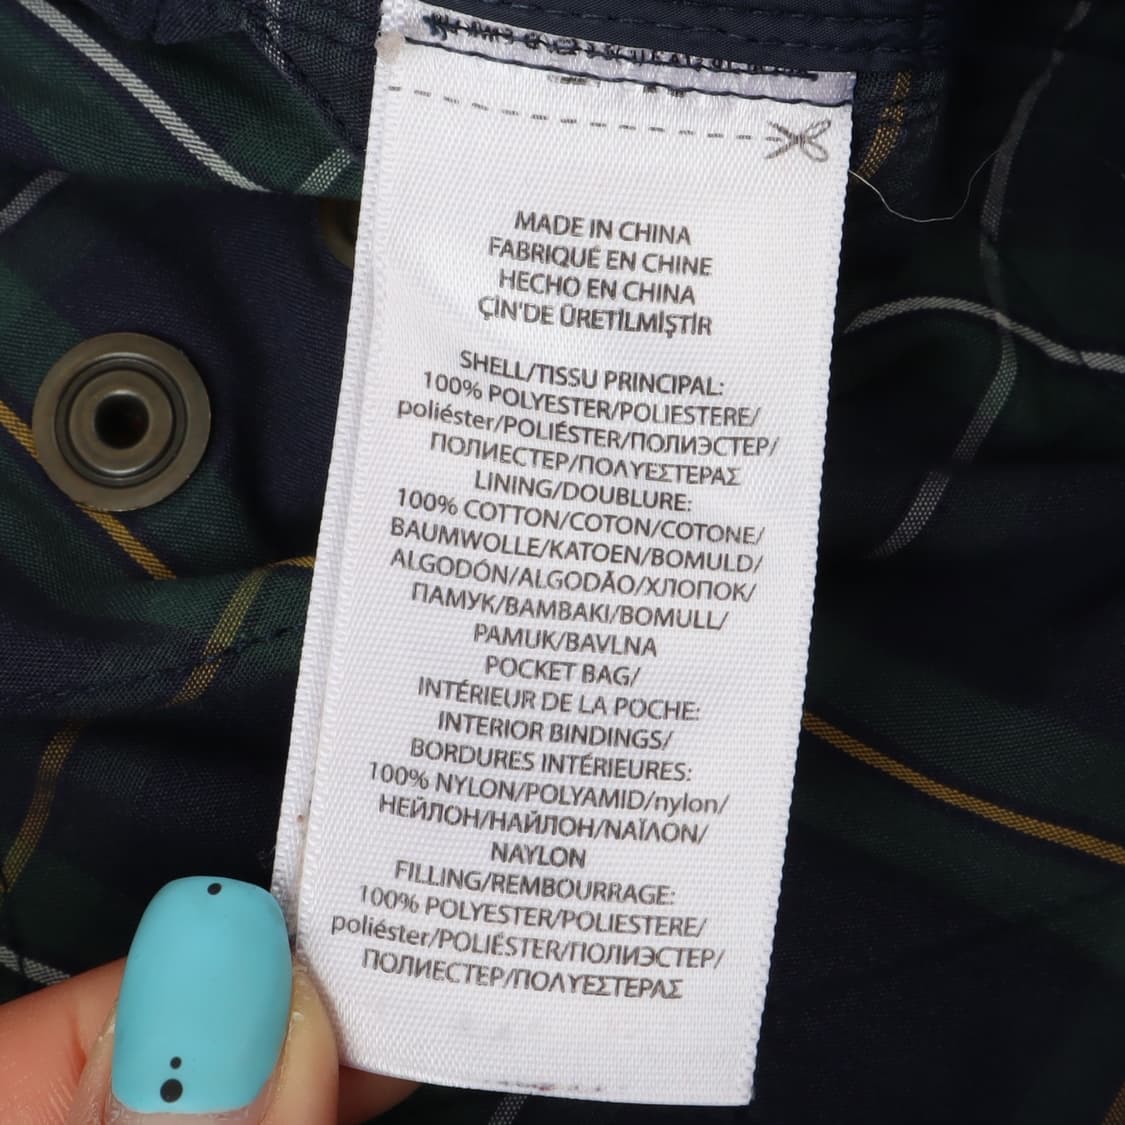 MADE IN CHINA
FABRIQUÉ EN CHINE
HECHO EN CHINA
ÇİN'DE ÜRETİLMİŞTİR
SHELL/TISSU PRINCIPAL:
100% POLYESTER/POLIESTERE/
poliéster/POLIÉSTER/ПОЛИЭСТЕР/
ПОЛИЕСТЕР/ΠΟΛΥΕΣΤΕΡΑΣ
LINING/DOUBLURE:
100% COTTON/COTON/COTONE/
BAUMWOLLE/KATOEN/BOMULD/
ALGODÓN/ALGODÃO/ХЛОПОК/
ПАМУК/ΒΑΜΒΑΚΙ/BOMULL/
PAMUK/BAVLNA
POCKET BAG/
INTÉRIEUR DE LA POCHE:
INTERIOR BINDINGS/
BORDURES INTÉRIEURES:
100% NYLON/POLYAMID/nylon/
НЕЙЛОН/НАЙЛОН/ΝΑΪΛΟΝ/
NAYLON
FILLING/REMBOURRAGE:
100% POLYESTER/POLIESTERE/
poliéster/POLIÉSTER/ПОЛИЭСТЕР/
ПОЛИЕСТЕР/ΠΟΛΥΕΣΤΕΡΑΣ